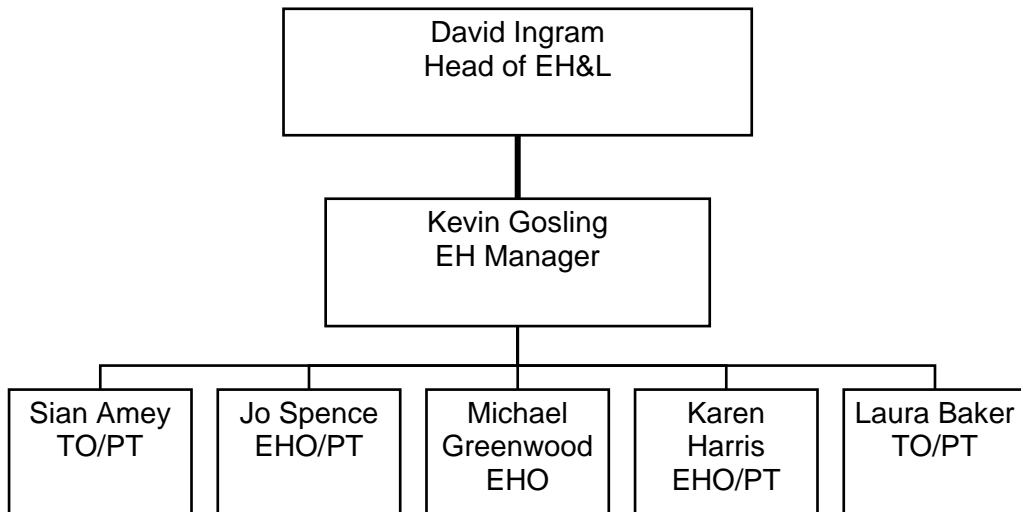 David Ingram
Head of EH&L
Kevin Gosling
EH Manager
Sian Amey
TO/PT
Jo Spence
EHO/PT
Michael
Greenwood
EHO
Karen
Harris
EHO/PT
Laura Baker
TO/PT